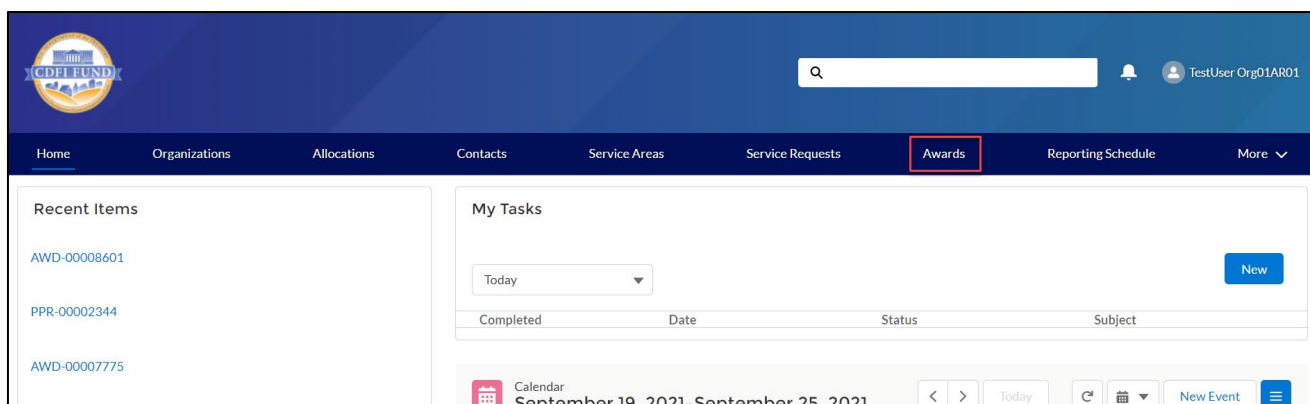 CDFI FUND
TestUser Org01AR01
Home Organizations Allocations Contacts Service Areas Service Requests Awards Reporting Schedule More
Recent Items
AWD-00008601
PPR-00002344
AWD-00007775
My Tasks
Today
New
Completed Date Status Subject
Calendar
September 19, 2021–September 25, 2021
Today
New Event